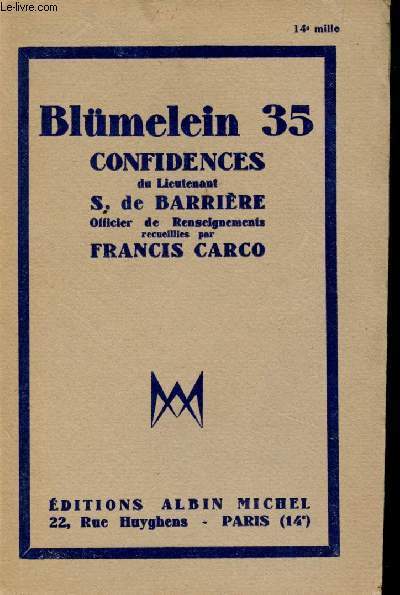 Le-livre.com
14e mille
Blümelein 35
CONFIDENCES
du Lieutenant
S. de BARRIÈRE
Officier de Renseignements
recueillies par
FRANCIS CARCO
ÉDITIONS ALBIN MICHEL
22, Rue Huyghens - PARIS (14e)